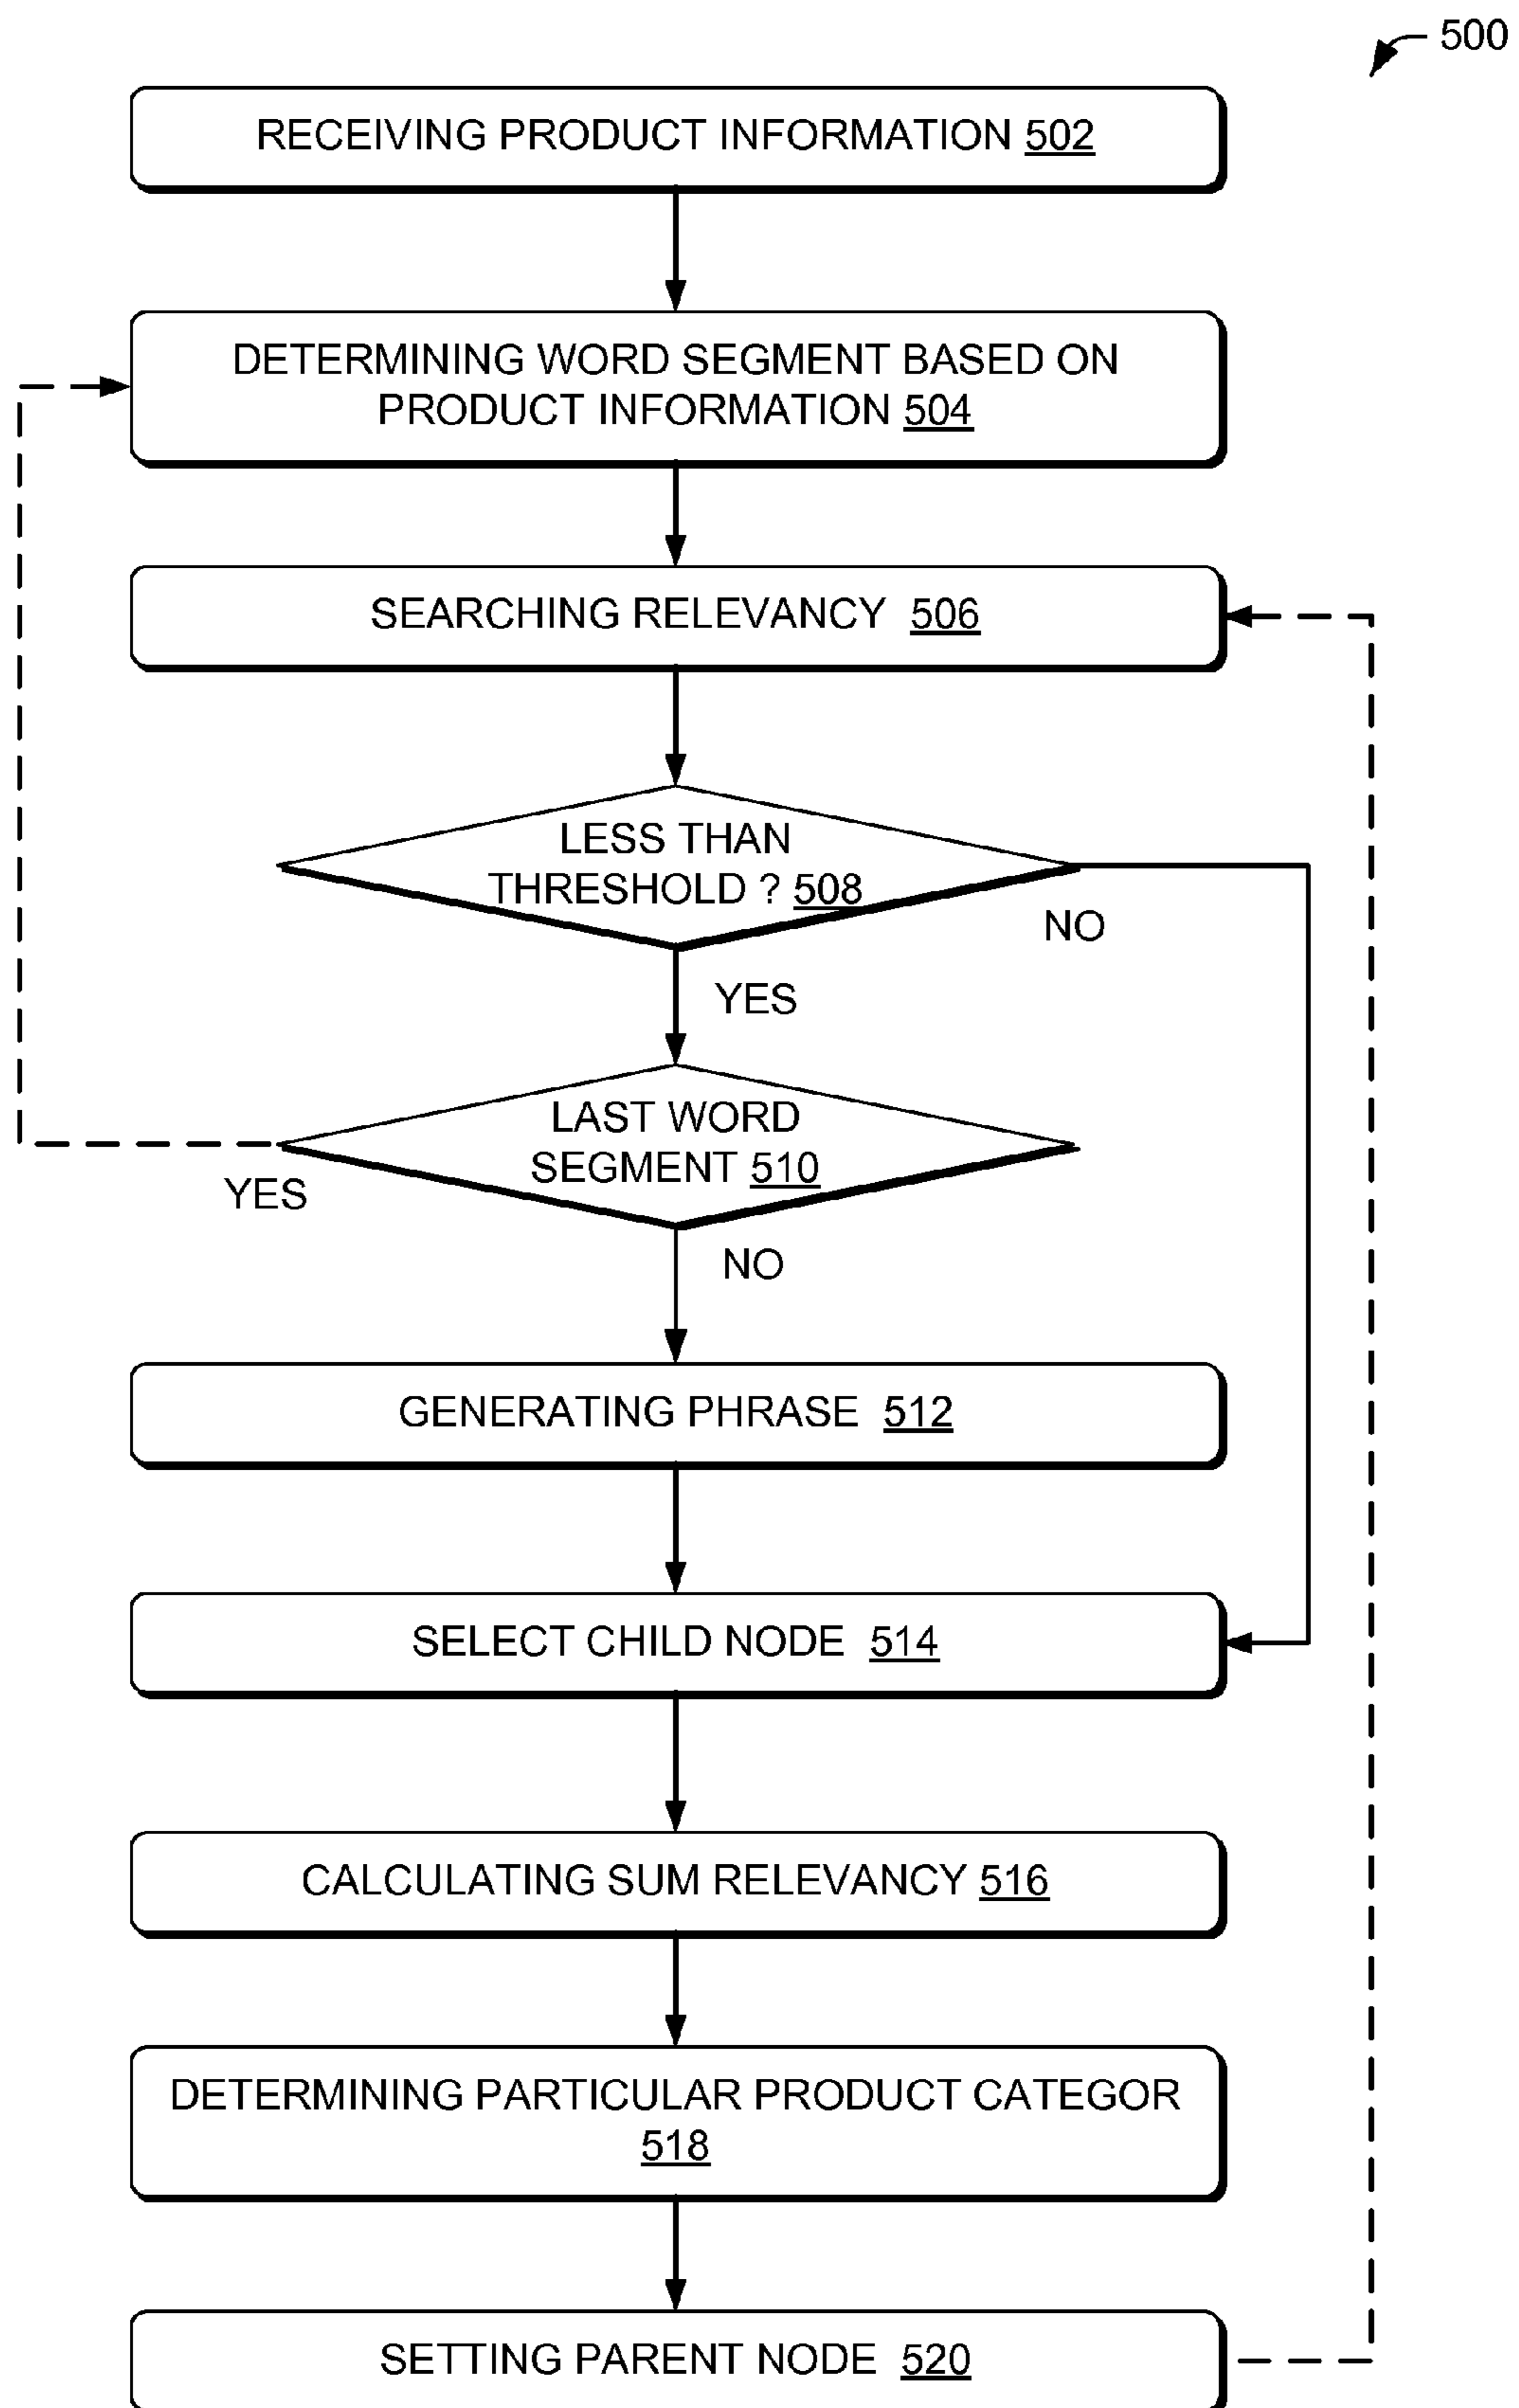 500
RECEIVING PRODUCT INFORMATION 502
DETERMINING WORD SEGMENT BASED ON
PRODUCT INFORMATION 504
SEARCHING RELEVANCY 506
LESS THAN
THRESHOLD ? 508
NO
YES
LAST WORD
SEGMENT 510
YES
NO
GENERATING PHRASE 512
SELECT CHILD NODE 514
CALCULATING SUM RELEVANCY 516
DETERMINING PARTICULAR PRODUCT CATEGOR
518
SETTING PARENT NODE 520